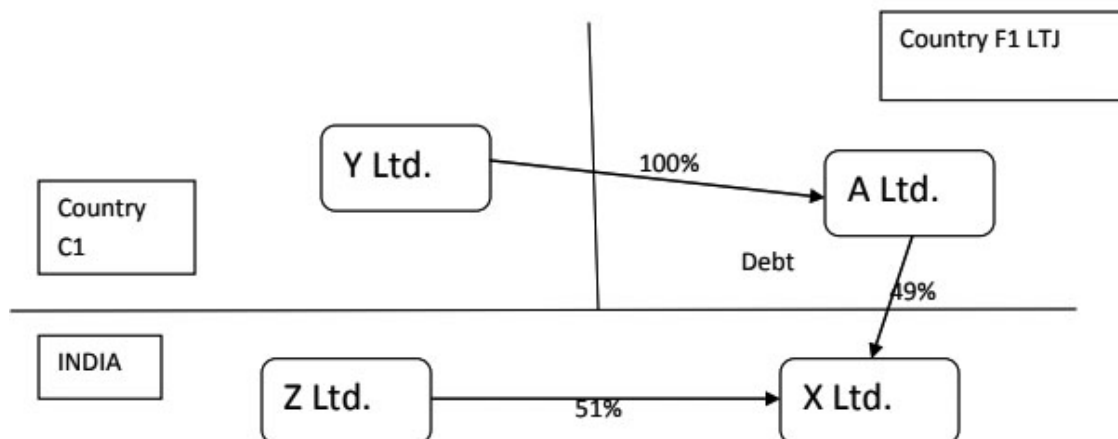 Country F1 LTJ
Y Ltd.
100%
A Ltd.
Country
C1
Debt
49%
INDIA
Z Ltd.
51%
X Ltd.